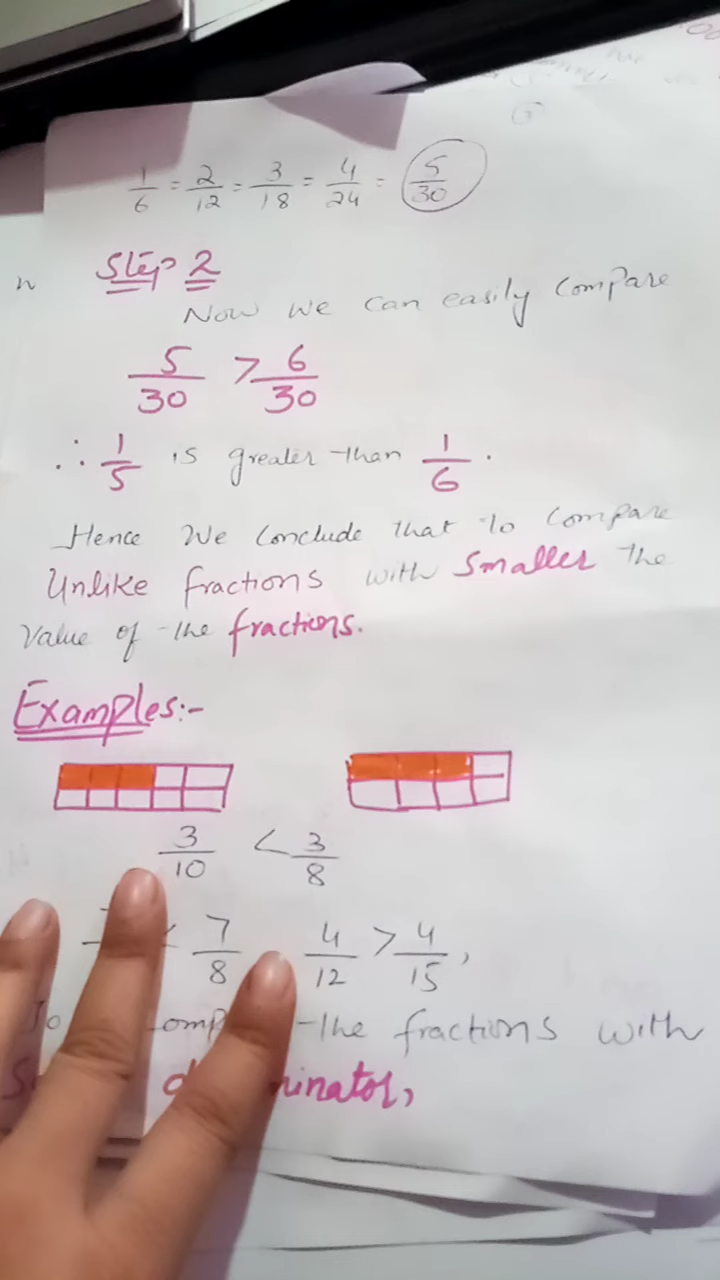 1/6 = 2/12 = 3/18 = 4/24 = 5/30
Step 2
Now we can easily compare
5/30 > 6/30
∴ 1/5 is greater than 1/6.
Hence We Conclude that to compare
Unlike fractions with Smaller the
Value of the fractions.
Examples:-
3/10 < 3/8
< 7/8 4/12 > 4/15,
the fractions with